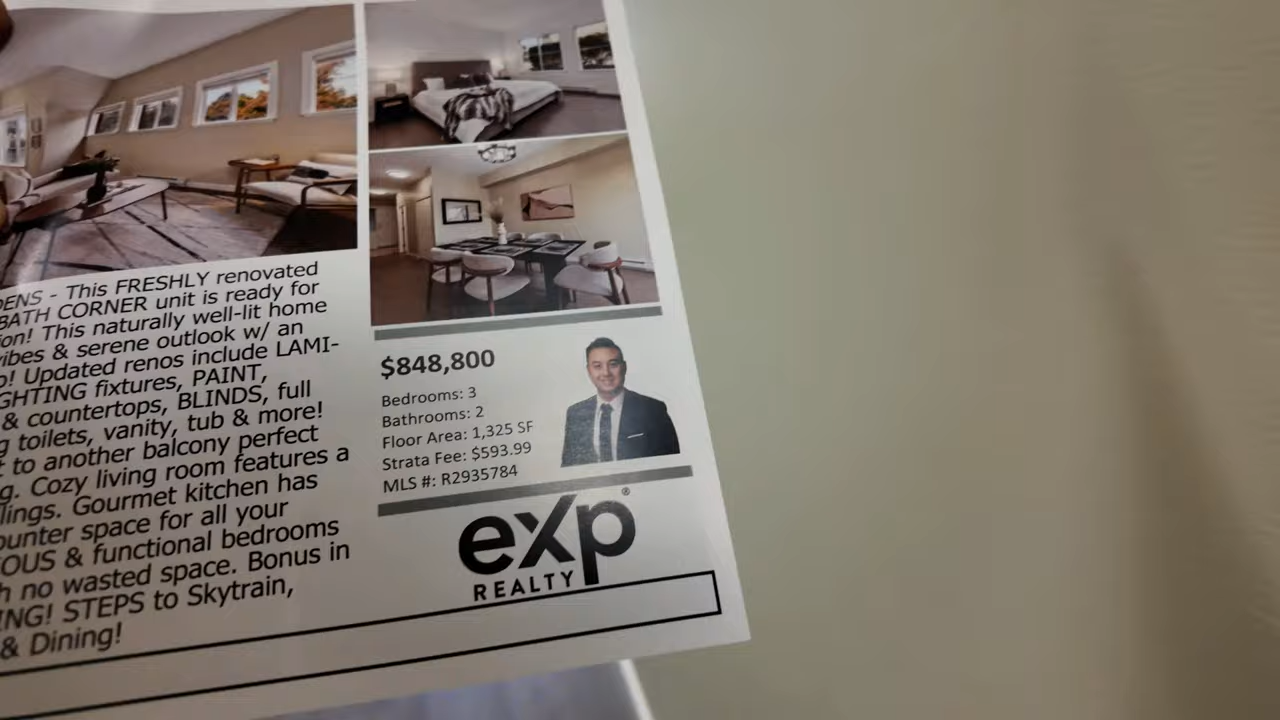 DENS - This FRESHLY renovated
BATH CORNER unit is ready for
ion! This naturally well-lit home
vibes & serene outlook w/ an
o! Updated renos include LAMI-
GHTING fixtures, PAINT,
& countertops, BLINDS, full
g toilets, vanity, tub & more!
t to another balcony perfect
g. Cozy living room features a
lings. Gourmet kitchen has
ounter space for all your
IOUS & functional bedrooms
h no wasted space. Bonus in
ING! STEPS to Skytrain,
& Dining!
$848,800
Bedrooms: 3
Bathrooms: 2
Floor Area: 1,325 SF
Strata Fee: $593.99
MLS #: R2935784
exp®
REALTY